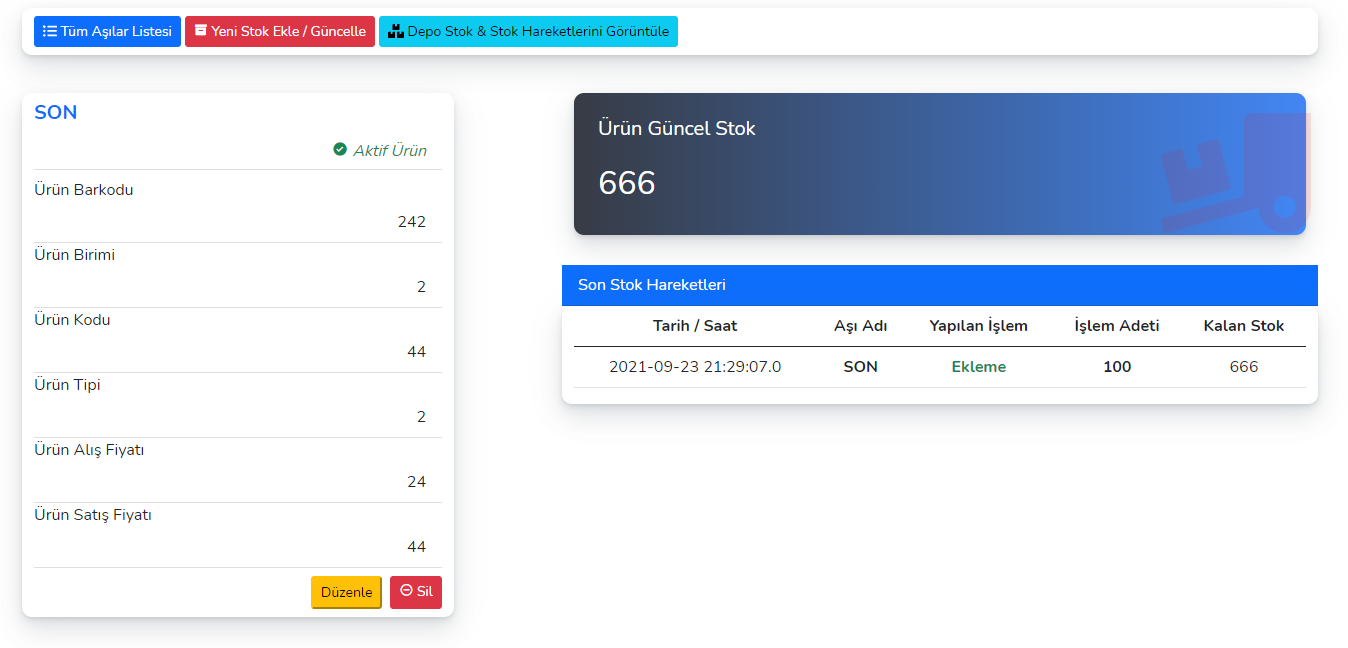 Tüm Aşılar Listesi Yeni Stok Ekle / Güncelle Depo Stok & Stok Hareketlerini Görüntüle
SON
Aktif Ürün
Ürün Barkodu
242
Ürün Birimi
2
Ürün Kodu
44
Ürün Tipi
2
Ürün Alış Fiyatı
24
Ürün Satış Fiyatı
44
Düzenle Sil
Ürün Güncel Stok
666
Son Stok Hareketleri
Tarih / Saat Aşı Adı Yapılan İşlem İşlem Adeti Kalan Stok
2021-09-23 21:29:07.0 SON Ekleme 100 666